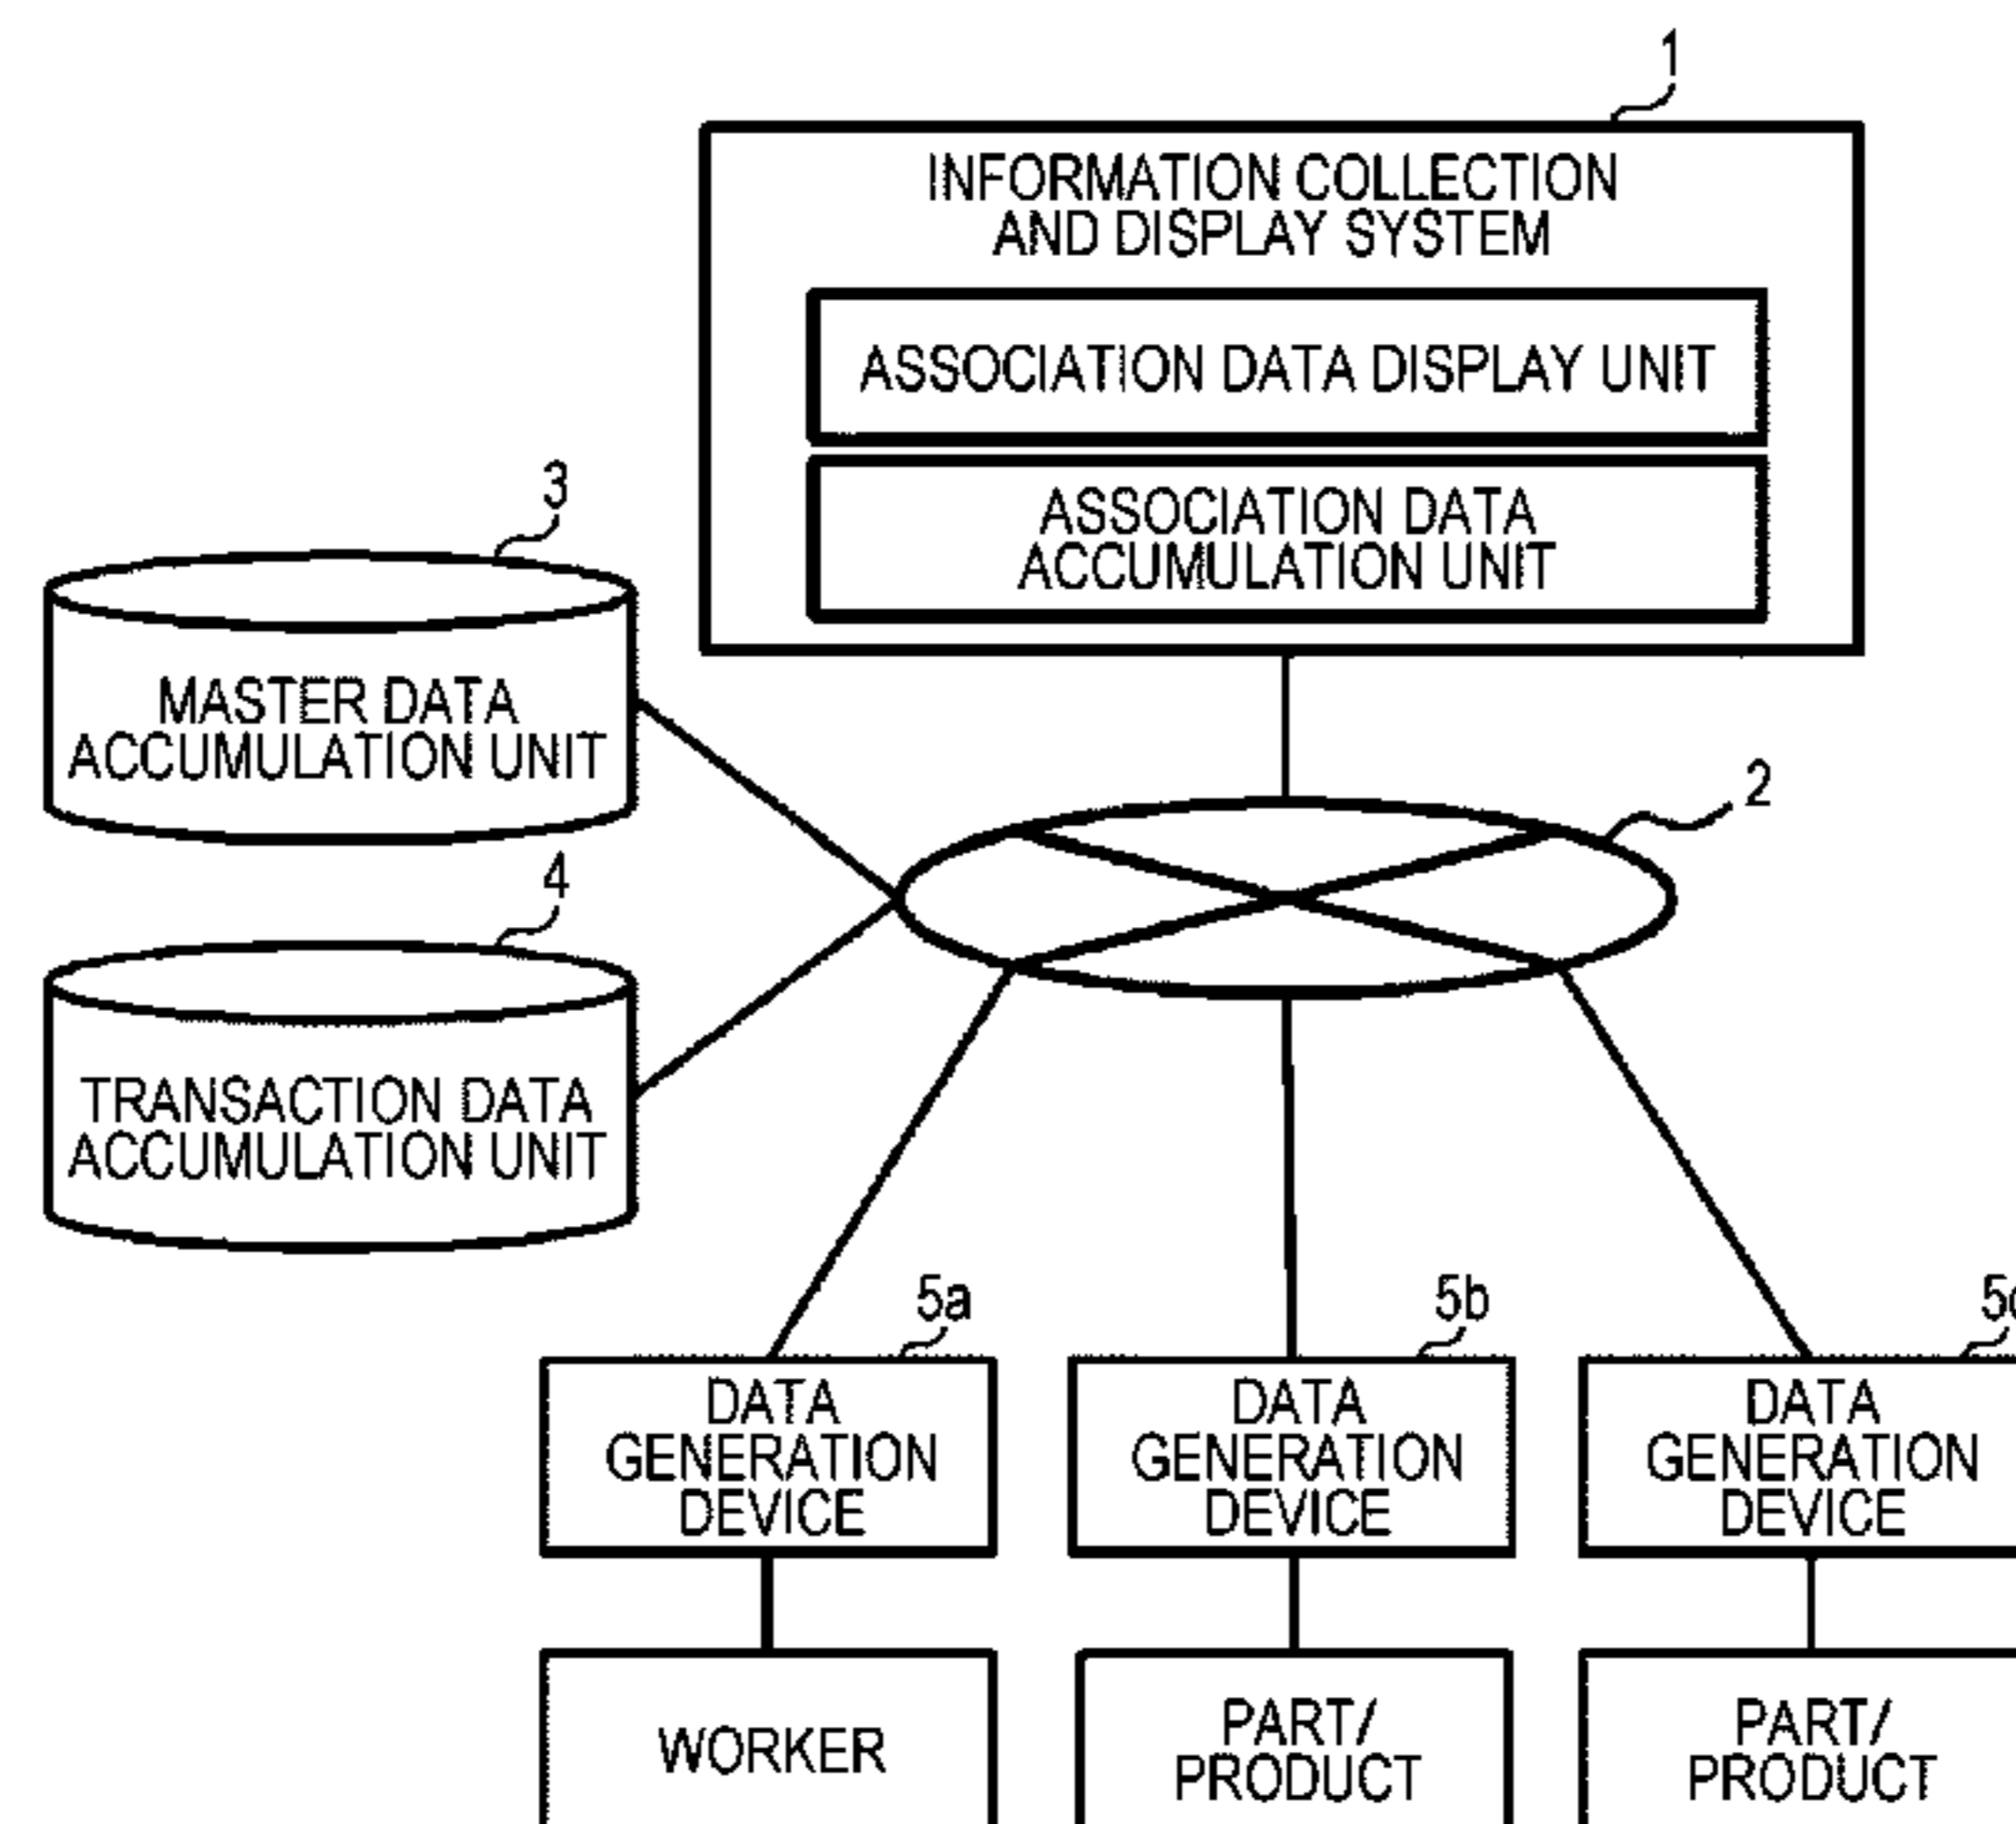 1
INFORMATION COLLECTION
AND DISPLAY SYSTEM
ASSOCIATION DATA DISPLAY UNIT
ASSOCIATION DATA
ACCUMULATION UNIT
3
MASTER DATA
ACCUMULATION UNIT
2
4
TRANSACTION DATA
ACCUMULATION UNIT
5a
DATA
GENERATION
DEVICE
5b
DATA
GENERATION
DEVICE
DATA
GENERATION
DEVICE
WORKER
PART/
PRODUCT
PART/
PRODUCT